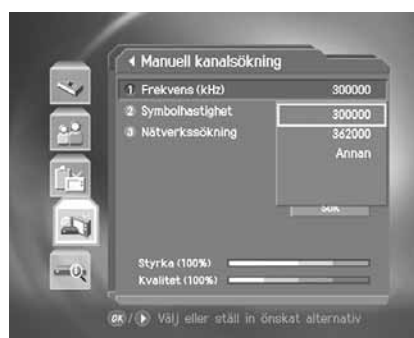 Manuell kanalsökning
1 Frekvens (kHz) 300000
2 Symbolhastighet 300000
3 Nätverkssökning 362000
Annan
SÖK
Styrka (100%)
Kvalitet (100%)
OK / Välj eller ställ in önskat alternativ